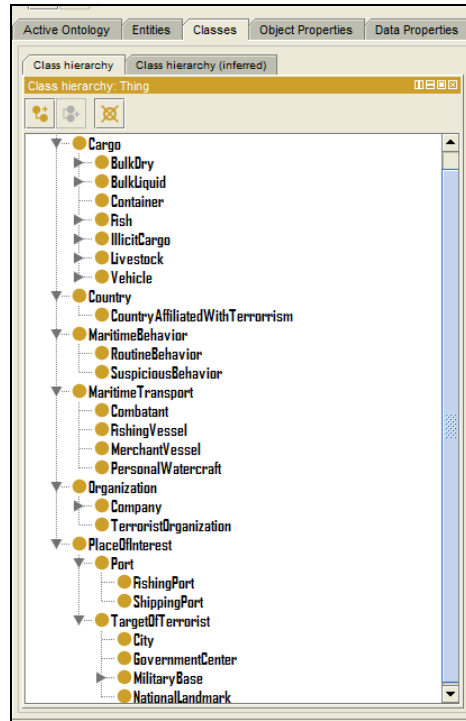 Active Ontology Entities Classes Object Properties Data Properties
Class hierarchy Class hierarchy (inferred)
Class hierarchy: Thing
Cargo
BulkDry
BulkLiquid
Container
Fish
IllicitCargo
Livestock
Vehicle
Country
CountryAffiliatedWithTerrorrism
MaritimeBehavior
RoutineBehavior
SuspiciousBehavior
MaritimeTransport
Combatant
FishingVessel
MerchantVessel
PersonalWatercraft
Organization
Company
TerroristOrganization
PlaceOfInterest
Port
FishingPort
ShippingPort
TargetOfTerrorist
City
GovernmentCenter
MilitaryBase
NationalLandmark